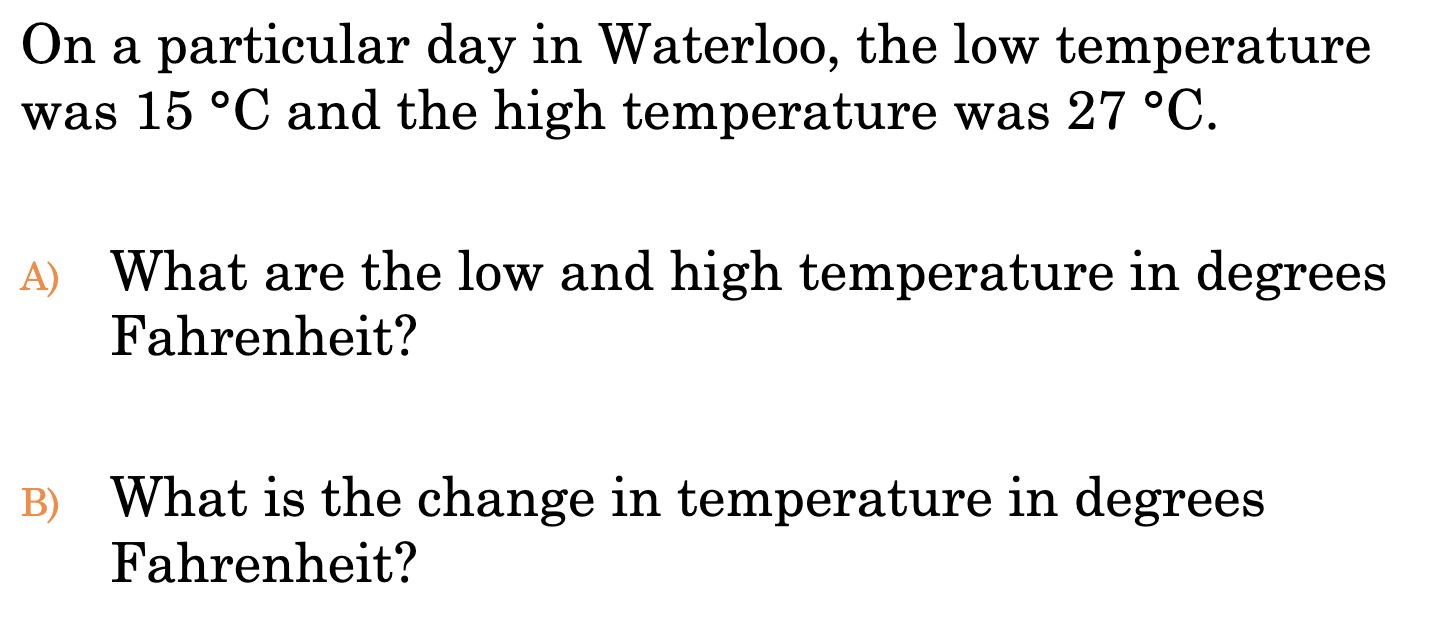 On a particular day in Waterloo, the low temperature
was 15 °C and the high temperature was 27 °C.
A) What are the low and high temperature in degrees
Fahrenheit?
B) What is the change in temperature in degrees
Fahrenheit?